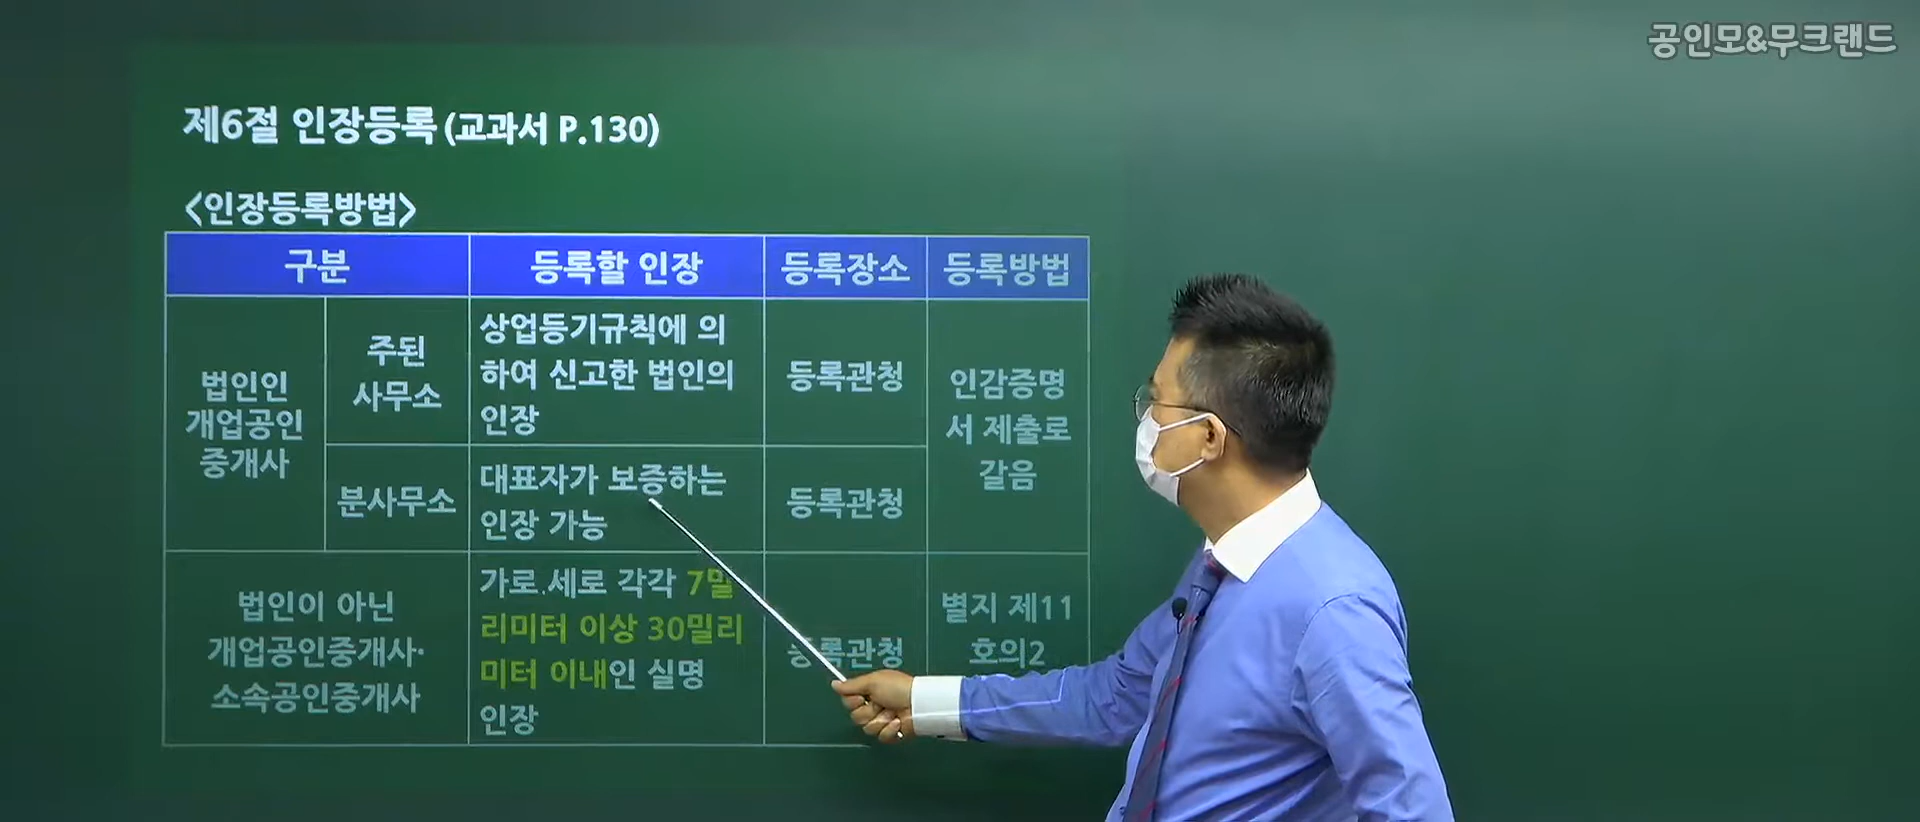 공인모&무크랜드
제6절 인장등록(교과서 P.130)
<인장등록방법>
구분
등록할 인장
등록장소
등록방법
법인인
개업공인
중개사
주된
사무소
상업등기규칙에 의
하여 신고한 법인의
인장
등록관청
인감증명
서 제출로
갈음
분사무소
대표자가 보증하는
인장 가능
등록관청
법인이 아닌
개업공인중개사·
소속공인중개사
가로.세로 각각 7밀
리미터 이상 30밀리
미터 이내인 실명
인장
등록관청
별지 제11
호의2